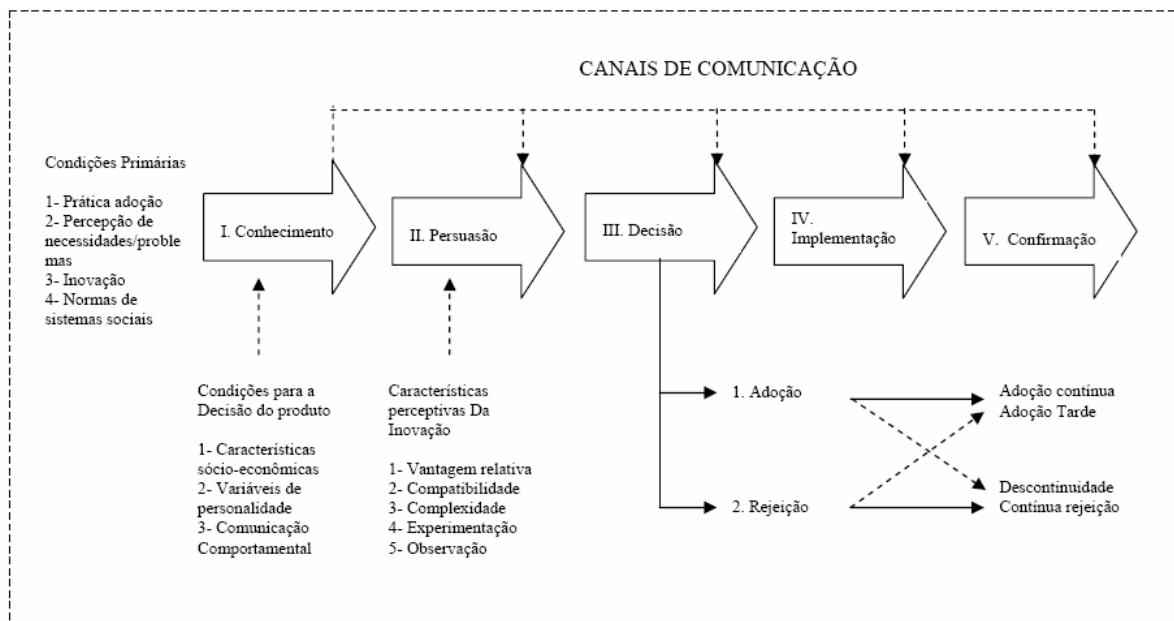 CANAIS DE COMUNICAÇÃO
Condições Primárias
1- Prática adoção
2- Percepção de
necessidades/proble
mas
3- Inovação
4- Normas de
sistemas sociais
I. Conhecimento
II. Persuasão
III. Decisão
IV.
Implementação
V. Confirmação
Condições para a
Decisão do produto
1- Características
sócio-econômicas
2- Variáveis de
personalidade
3- Comunicação
Comportamental
Características
perceptivas Da
Inovação
1- Vantagem relativa
2- Compatibilidade
3- Complexidade
4- Experimentação
5- Observação
1. Adoção
2. Rejeição
Adoção contínua
Adoção Tarde
Descontinuidade
Contínua rejeição